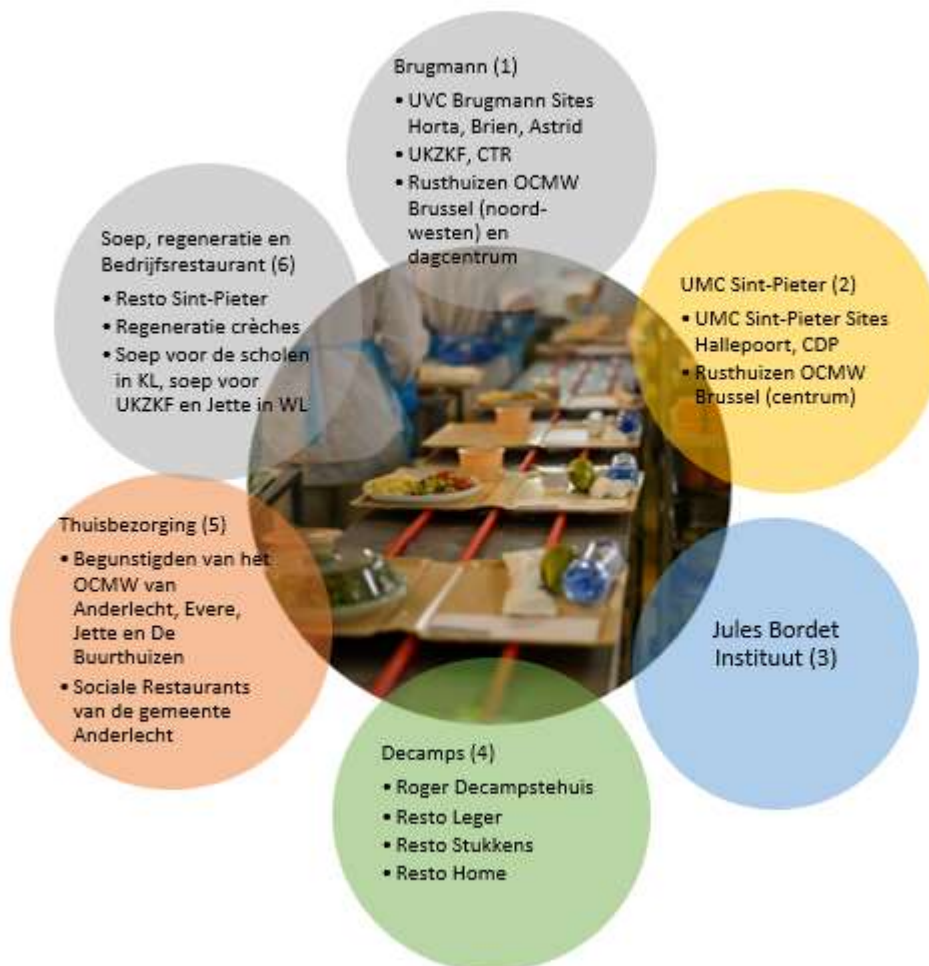 Brugmann (1)
• UVC Brugmann Sites
Horta, Brien, Astrid
• UKZKF, CTR
• Rusthuizen OCMW
Brussel (noord-
westen) en
dagcentrum
UMC Sint-Pieter (2)
• UMC Sint-Pieter Sites
Hallepoort, CDP
• Rusthuizen OCMW
Brussel (centrum)
Jules Bordet
Instituut (3)
Decamps (4)
• Roger Decampstehuis
• Resto Leger
• Resto Stukkens
• Resto Home
Thuisbezorging (5)
• Begunstigden van het
OCMW van
Anderlecht, Evere,
Jette en De
Buurthuizen
• Sociale Restaurants
van de gemeente
Anderlecht
Soep, regeneratie en
Bedrijfsrestaurant (6)
• Resto Sint-Pieter
• Regeneratie crèches
• Soep voor de scholen
in KL, soep voor
UKZKF en Jette in WL